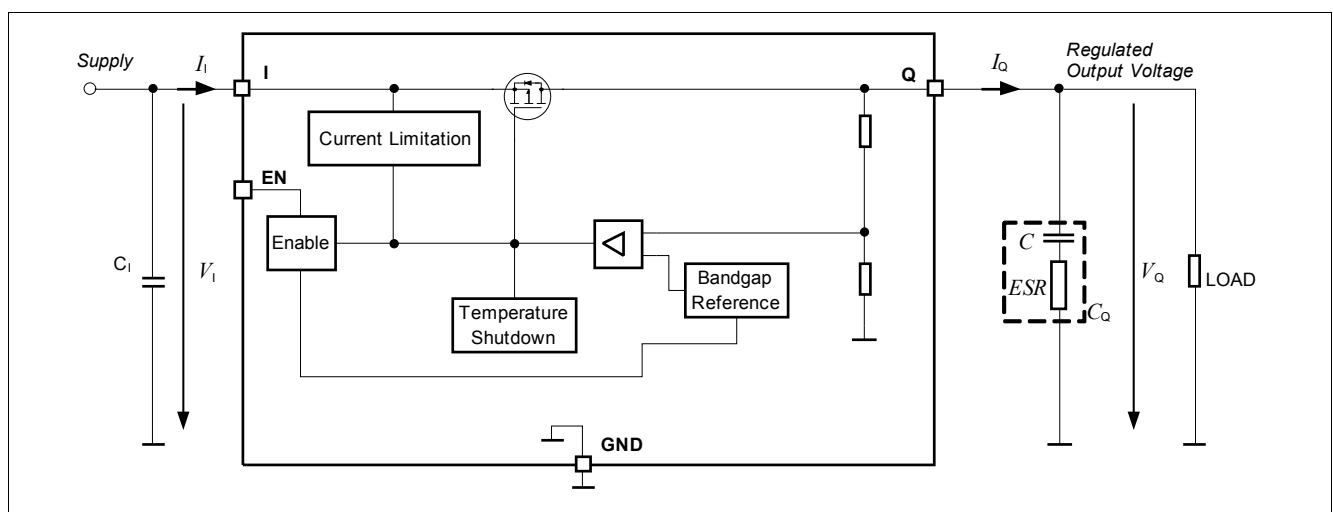 Supply
I_I
I
Q
I_Q
Regulated
Output Voltage
Current Limitation
EN
Enable
C_I
V_I
Bandgap
Reference
Temperature
Shutdown
C
ESR
C_Q
V_Q
LOAD
GND